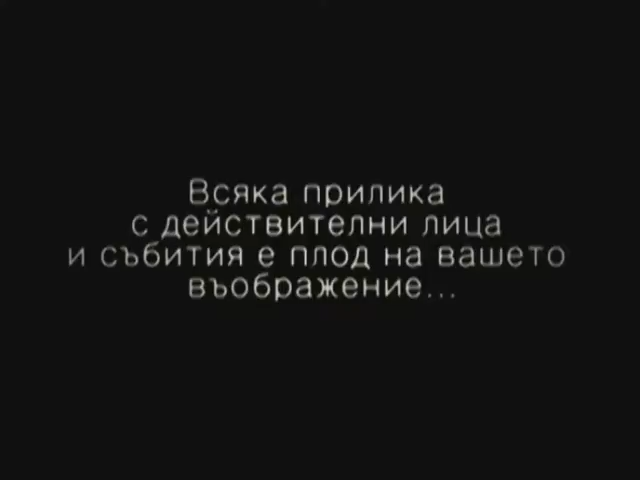 Всяка прилика
с действителни лица
и събития е плод на вашето
въображение...